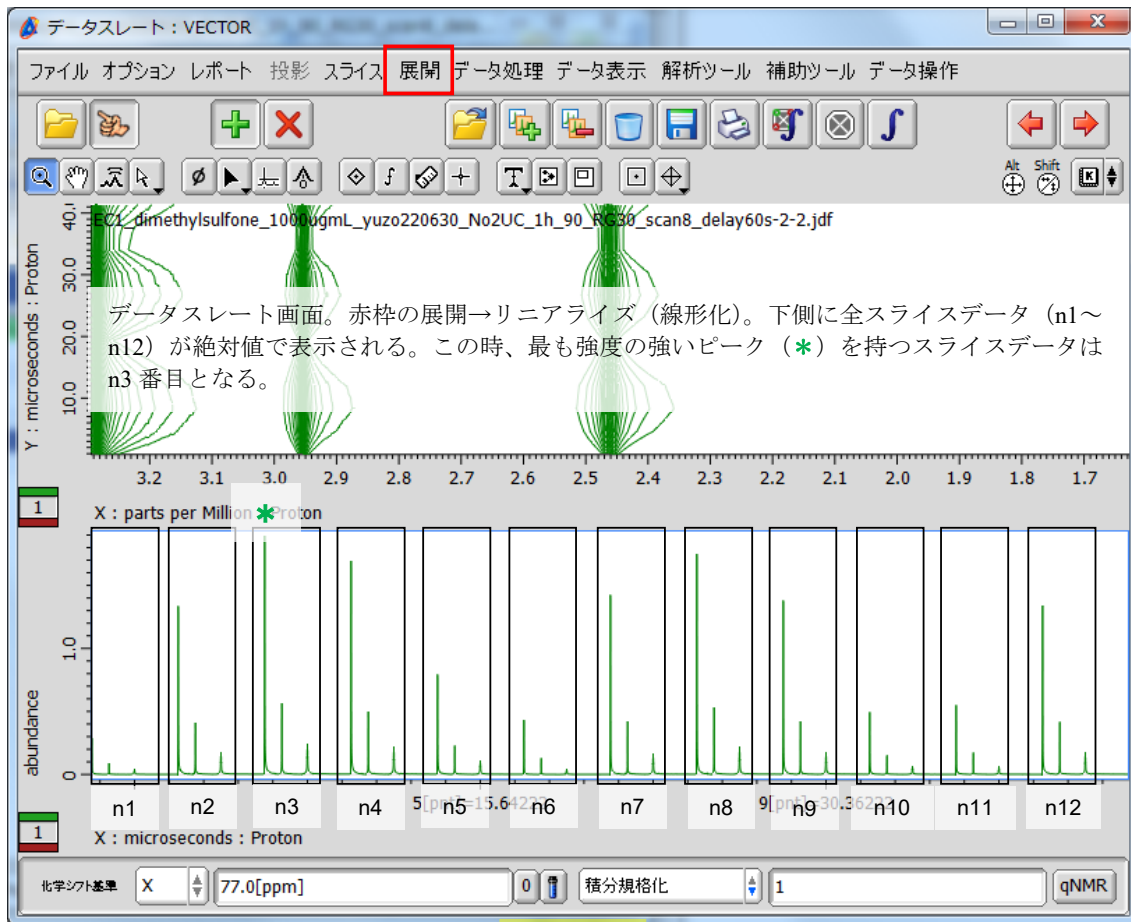 データスレート : VECTOR
ファイル オプション レポート 投影 スライス 展開 データ処理 データ表示 解析ツール 補助ツール データ操作
Alt Shift
EC1_dimethylsulfone_1000ugmL_yuzo220630_No2UC_1h_90_RG30_scan8_delay60s-2-2.jdf
Y : microseconds : Proton
40.0
30.0
20.0
10.0
データスレート画面。赤枠の展開→リニアライズ（線形化）。下側に全スライスデータ（n1～
n12）が絶対値で表示される。この時、最も強度の強いピーク（*）を持つスライスデータは
n3 番目となる。
3.2 3.1 3.0 2.9 2.8 2.7 2.6 2.5 2.4 2.3 2.2 2.1 2.0 1.9 1.8 1.7
1
X : parts per Million : Proton
*
abundance
1.0
0
n1 n2 n3 n4 n5 n6 n7 n8 n9 n10 n11 n12
1
X : microseconds : Proton
化学シフト基準 X 77.0[ppm] 0 積分規格化 1 qNMR